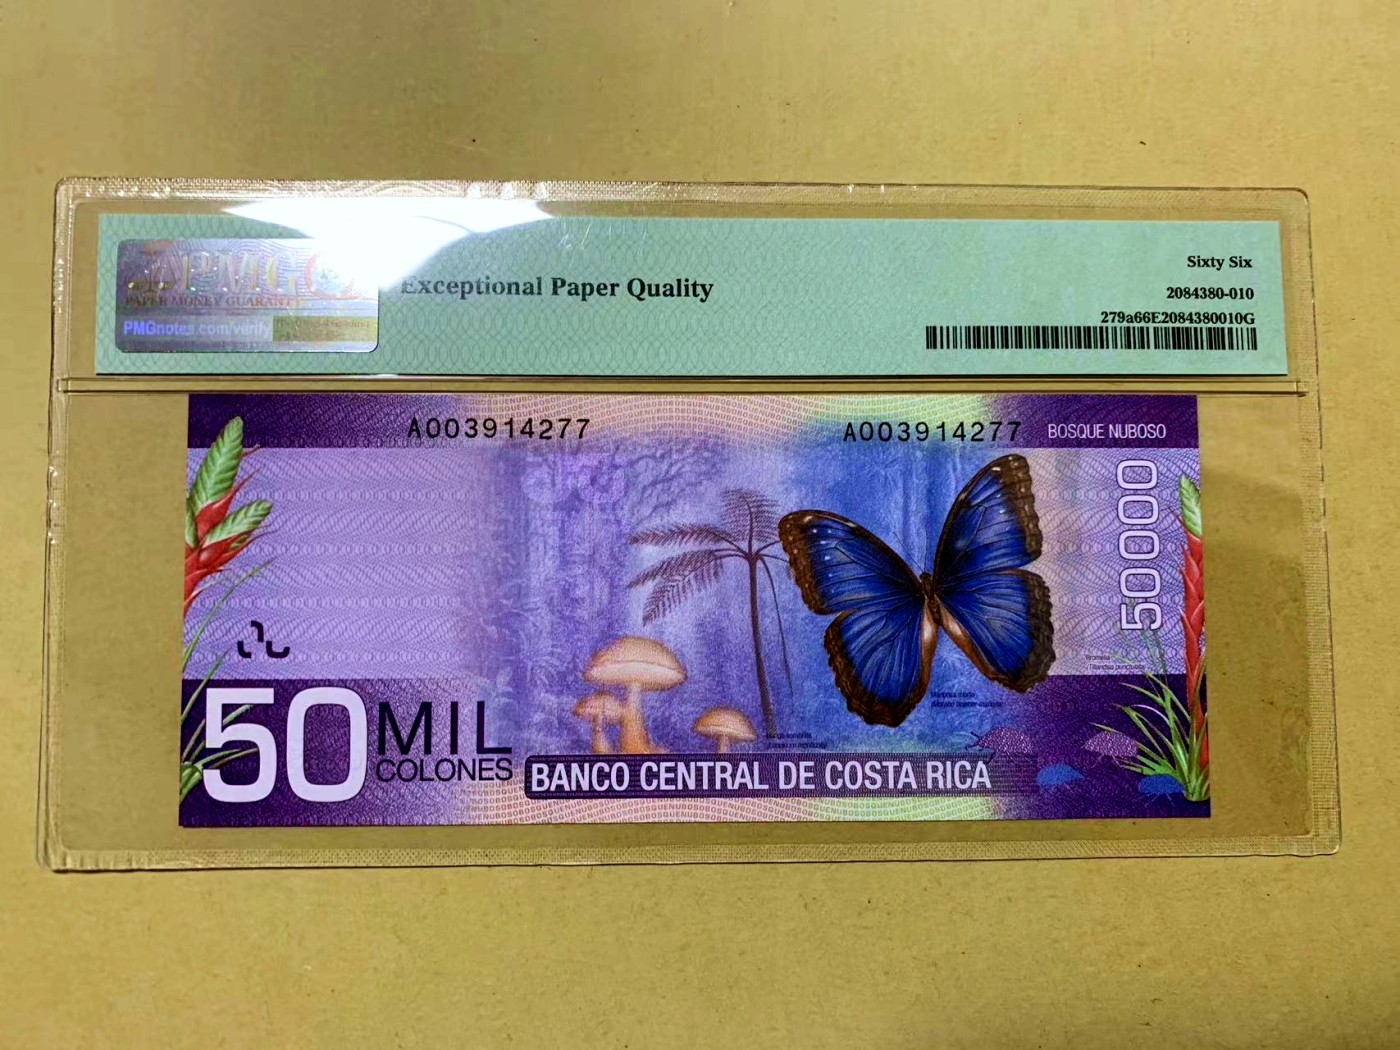 PMG
PAPER MONEY GUARANTY
PMGnotes.com/verify
Exceptional Paper Quality
Sixty Six
2084380-010
279a66E2084380010G
A003914277
A003914277
BOSQUE NUBOSO
50000
50 MIL
COLONES
BANCO CENTRAL DE COSTA RICA